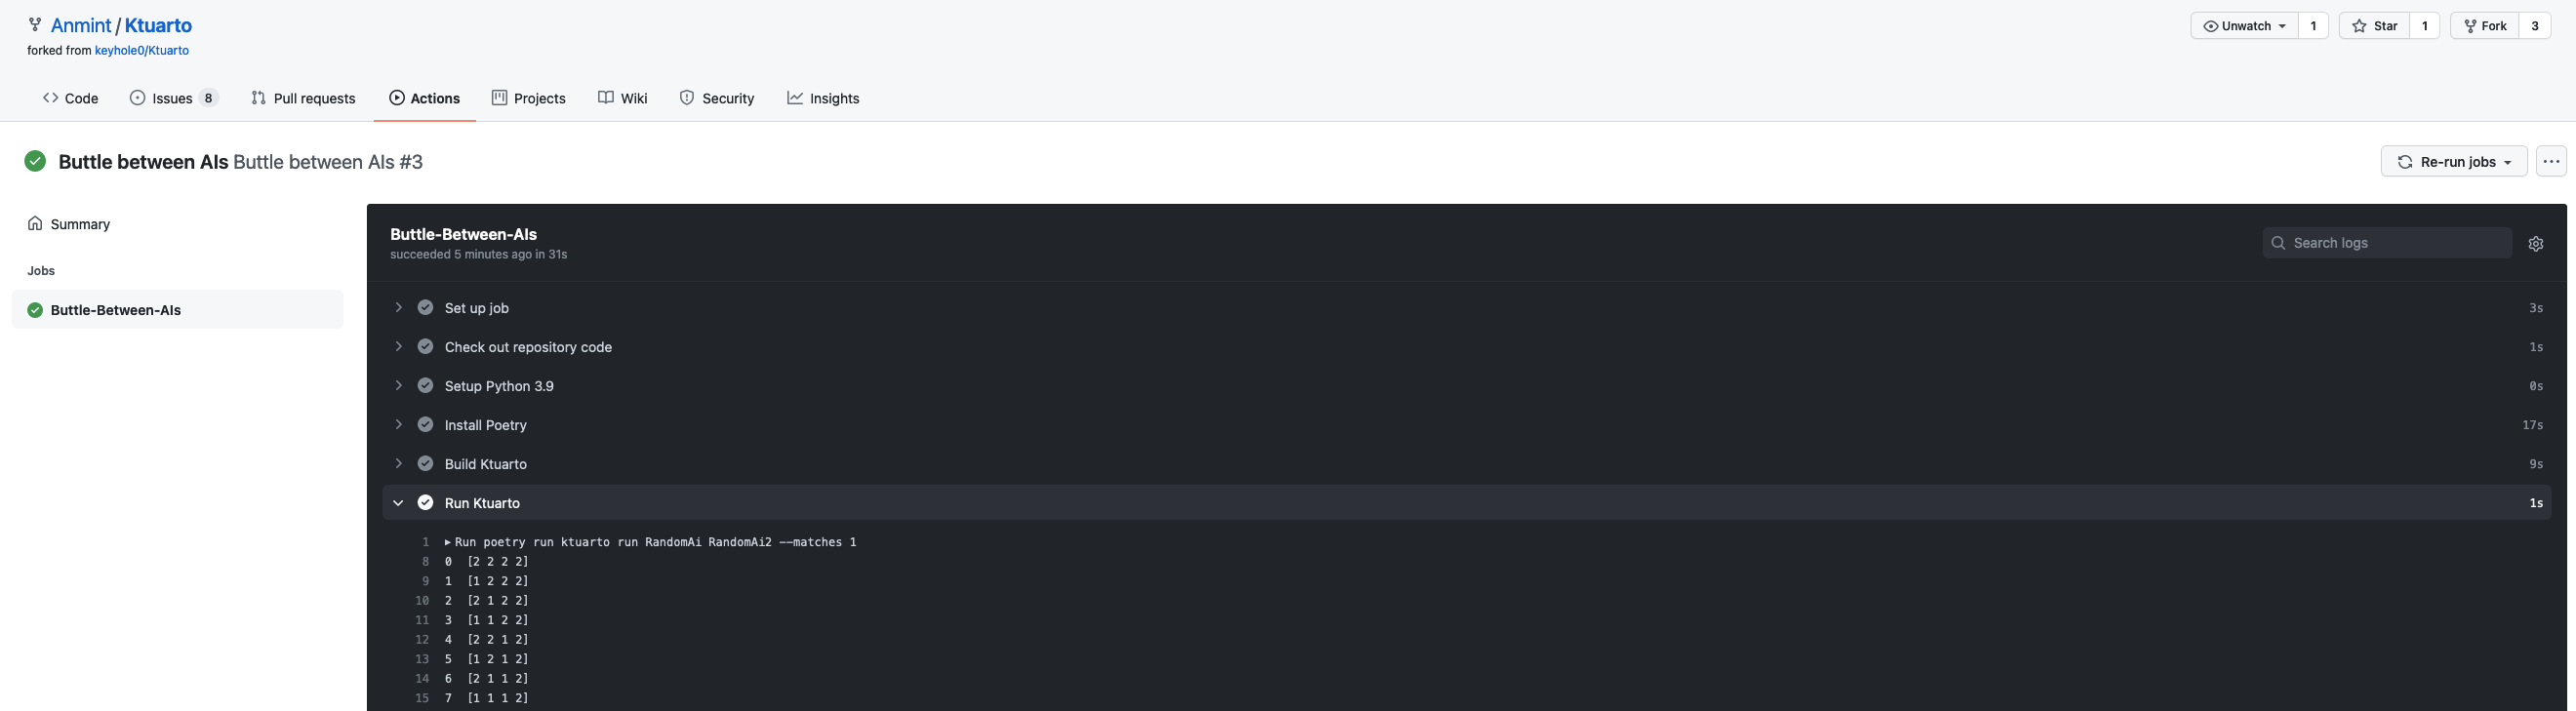 Anmint / Ktuarto
forked from keyhole0/Ktuarto
Unwatch 1
Star 1
Fork 3
Code
Issues 8
Pull requests
Actions
Projects
Wiki
Security
Insights
Buttle between AIs Buttle between AIs #3
Re-run jobs
Summary
Jobs
Buttle-Between-AIs
Buttle-Between-AIs
succeeded 5 minutes ago in 31s
Search logs
Set up job 3s
Check out repository code 1s
Setup Python 3.9 0s
Install Poetry 17s
Build Ktuarto 9s
Run Ktuarto 1s
1 Run poetry run ktuarto run RandomAi RandomAi2 --matches 1
8 0 [2 2 2 2]
9 1 [1 2 2 2]
10 2 [2 1 2 2]
11 3 [1 1 2 2]
12 4 [2 2 1 2]
13 5 [1 2 1 2]
14 6 [2 1 1 2]
15 7 [1 1 1 2]